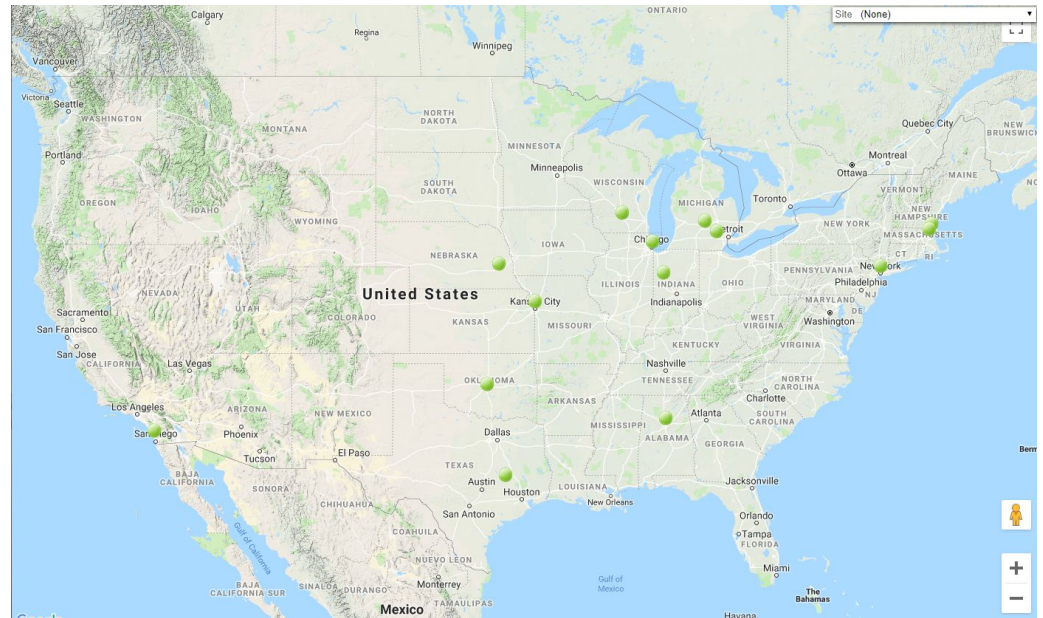 ONTARIO
Site (None)
Calgary
Regina
Winnipeg
Vancouver
Victoria
Seattle
WASHINGTON
NORTH
DAKOTA
MONTANA
Quebec City
NEW
BRUNSWICK
MINNESOTA
Portland
Minneapolis
Montreal
Ottawa
MAINE
WISCONSIN
SOUTH
DAKOTA
OREGON
IDAHO
MICHIGAN
Toronto
VERMONT
NEW
HAMPSHIRE
WYOMING
NEW YORK
MASSACHUSETTS
Chicago
Detroit
IOWA
NEBRASKA
CT
RI
PENNSYLVANIA
New York
Philadelphia
NJ
ILLINOIS
INDIANA
OHIO
United States
NEVADA
UTAH
COLORADO
Kansas City
Indianapolis
MARYLAND
DE
Sacramento
San Francisco
San Jose
CALIFORNIA
KANSAS
MISSOURI
WEST
VIRGINIA
Washington
KENTUCKY
VIRGINIA
Las Vegas
Nashville
OKLAHOMA
TENNESSEE
NORTH
CAROLINA
Charlotte
Los Angeles
ARIZONA
NEW MEXICO
ARKANSAS
Atlanta
SOUTH
CAROLINA
San Diego
Phoenix
Dallas
MISSISSIPPI
ALABAMA
GEORGIA
Tucson
El Paso
TEXAS
BAJA
CALIFORNIA
SONORA
Austin
Houston
LOUISIANA
New Orleans
Jacksonville
CHIHUAHUA
San Antonio
Orlando
Tampa
FLORIDA
COAHUILA
Gulf of California
NUEVO LEON
Miami
Monterrey
Gulf of
Mexico
BAJA
CALIFORNIA SUR
SINALOA
DURANGO
The
Bahamas
TAMAULIPAS
Mexico
Havana